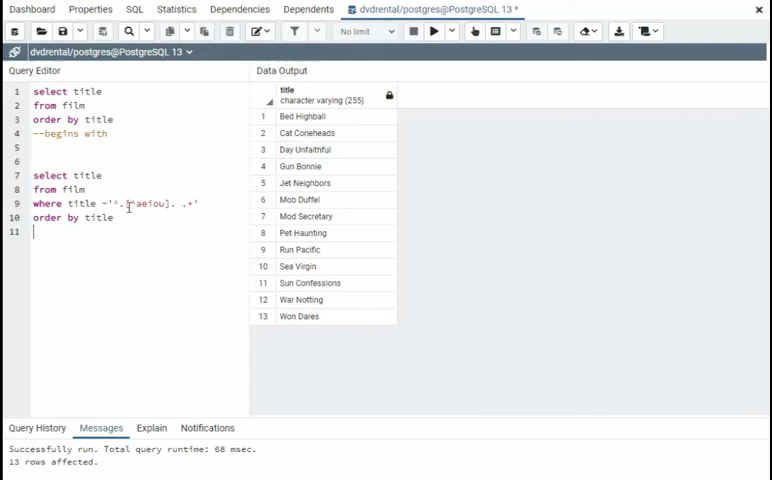 Dashboard Properties SQL Statistics Dependencies Dependents dvdrental/postgres@PostgreSQL 13 *
No limit
dvdrental/postgres@PostgreSQL 13
Query Editor
Data Output
1 select title
2 from film
3 order by title
4 --begins with
5
6
7 select title
8 from film
9 where title ~'^.[^aeiou]. .+'
10 order by title
11
title
character varying (255)
1 Bed Highball
2 Cat Coneheads
3 Day Unfaithful
4 Gun Bonnie
5 Jet Neighbors
6 Mob Duffel
7 Mod Secretary
8 Pet Haunting
9 Run Pacific
10 Sea Virgin
11 Sun Confessions
12 War Notting
13 Won Dares
Query History Messages Explain Notifications
Successfully run. Total query runtime: 68 msec.
13 rows affected.